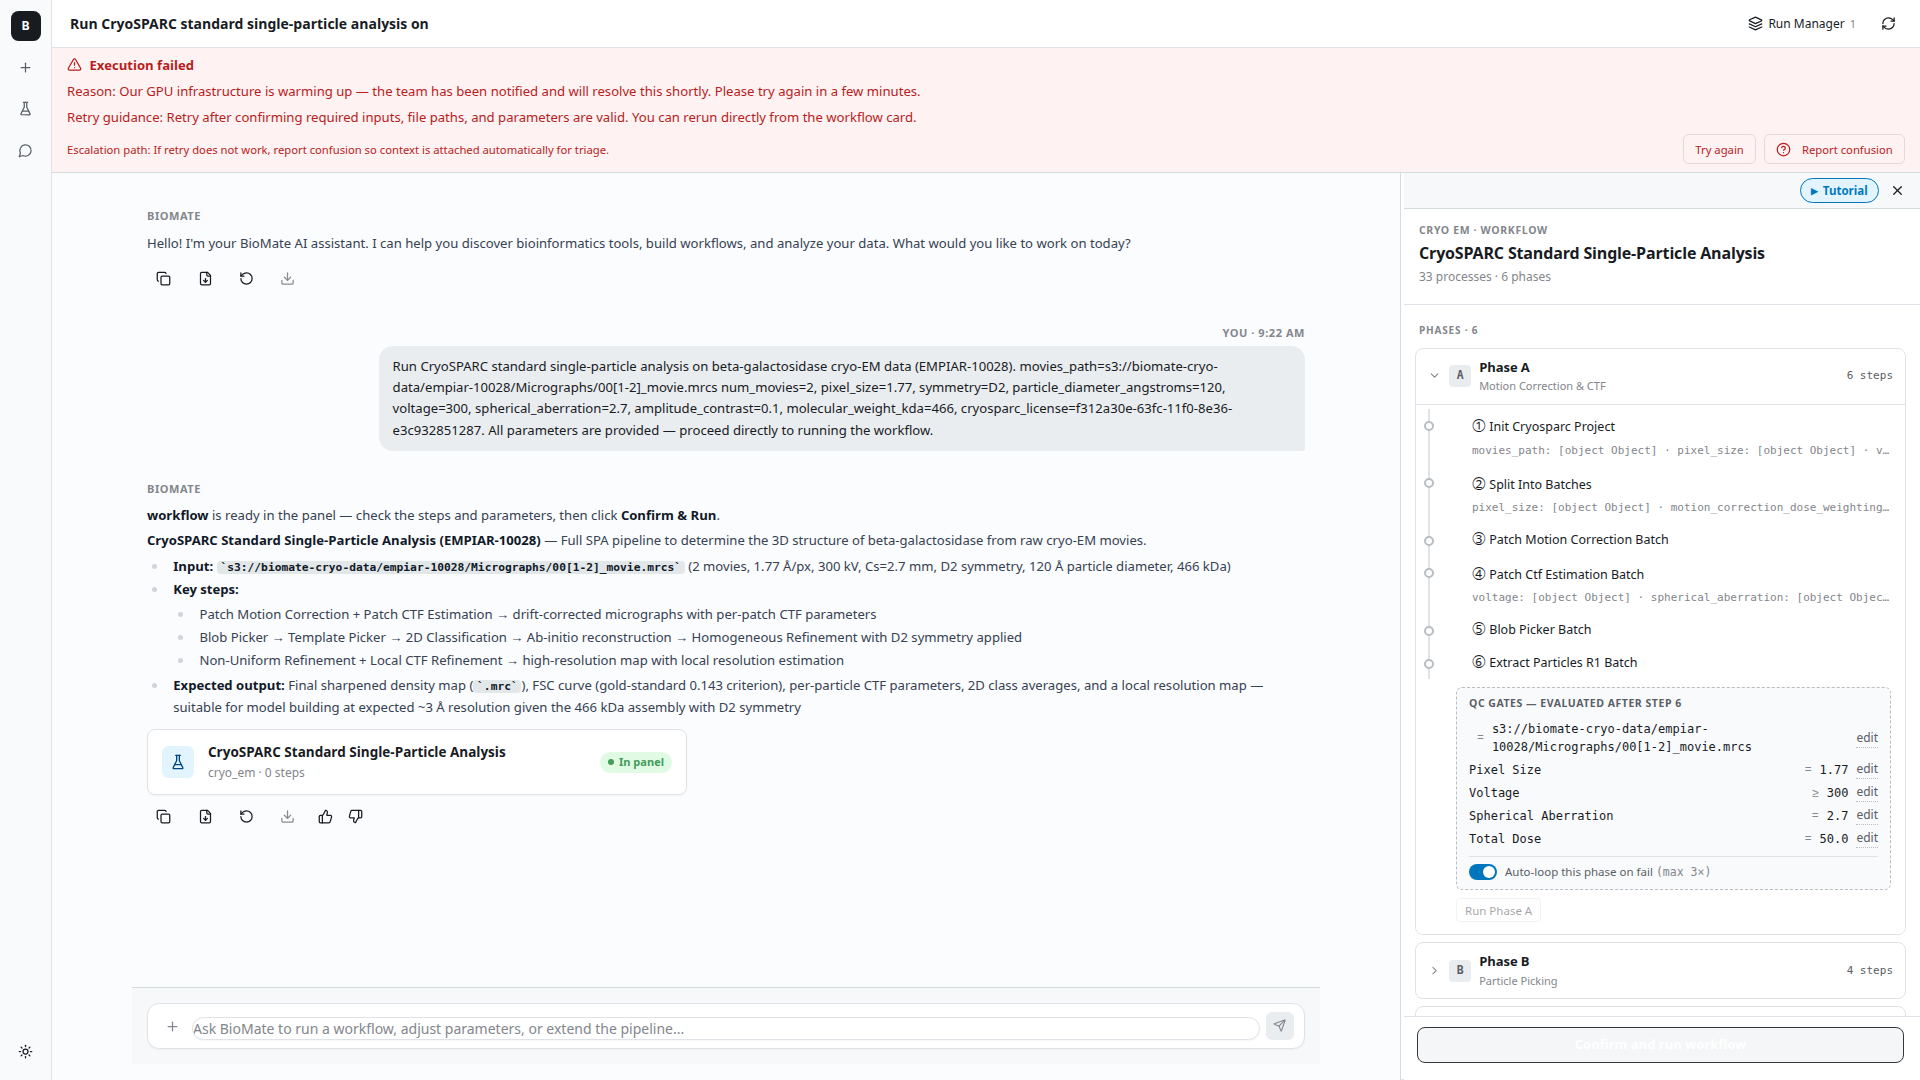 B
Run CryoSPARC standard single-particle analysis on
Run Manager 1
Execution failed
Reason: Our GPU infrastructure is warming up — the team has been notified and will resolve this shortly. Please try again in a few minutes.
Retry guidance: Retry after confirming required inputs, file paths, and parameters are valid. You can rerun directly from the workflow card.
Escalation path: If retry does not work, report confusion so context is attached automatically for triage.
Try again
Report confusion
BIOMATE
Hello! I'm your BioMate AI assistant. I can help you discover bioinformatics tools, build workflows, and analyze your data. What would you like to work on today?
YOU · 9:22 AM
Run CryoSPARC standard single-particle analysis on beta-galactosidase cryo-EM data (EMPIAR-10028). movies_path=s3://biomate-cryo-
data/empiar-10028/Micrographs/00[1-2]_movie.mrcs num_movies=2, pixel_size=1.77, symmetry=D2, particle_diameter_angstroms=120,
voltage=300, spherical_aberration=2.7, amplitude_contrast=0.1, molecular_weight_kda=466, cryosparc_license=f312a30e-63fc-11f0-8e36-
e3c932851287. All parameters are provided — proceed directly to running the workflow.
BIOMATE
workflow is ready in the panel — check the steps and parameters, then click Confirm & Run.
CryoSPARC Standard Single-Particle Analysis (EMPIAR-10028) — Full SPA pipeline to determine the 3D structure of beta-galactosidase from raw cryo-EM movies.
Input: `s3://biomate-cryo-data/empiar-10028/Micrographs/00[1-2]_movie.mrcs` (2 movies, 1.77 Å/px, 300 kV, Cs=2.7 mm, D2 symmetry, 120 Å particle diameter, 466 kDa)
Key steps:
Patch Motion Correction + Patch CTF Estimation → drift-corrected micrographs with per-patch CTF parameters
Blob Picker → Template Picker → 2D Classification → Ab-initio reconstruction → Homogeneous Refinement with D2 symmetry applied
Non-Uniform Refinement + Local CTF Refinement → high-resolution map with local resolution estimation
Expected output: Final sharpened density map (`.mrc`), FSC curve (gold-standard 0.143 criterion), per-particle CTF parameters, 2D class averages, and a local resolution map —
suitable for model building at expected ~3 Å resolution given the 466 kDa assembly with D2 symmetry
CryoSPARC Standard Single-Particle Analysis
cryo_em · 0 steps
In panel
Ask BioMate to run a workflow, adjust parameters, or extend the pipeline...
▶ Tutorial
CRYO EM · WORKFLOW
CryoSPARC Standard Single-Particle Analysis
33 processes · 6 phases
PHASES · 6
A
Phase A
Motion Correction & CTF
6 steps
① Init Cryosparc Project
movies_path: [object Object] · pixel_size: [object Object] · v…
② Split Into Batches
pixel_size: [object Object] · motion_correction_dose_weighting…
③ Patch Motion Correction Batch
④ Patch Ctf Estimation Batch
voltage: [object Object] · spherical_aberration: [object Objec…
⑤ Blob Picker Batch
⑥ Extract Particles R1 Batch
QC GATES — EVALUATED AFTER STEP 6
= s3://biomate-cryo-data/empiar-
10028/Micrographs/00[1-2]_movie.mrcs edit
Pixel Size = 1.77 edit
Voltage ≥ 300 edit
Spherical Aberration = 2.7 edit
Total Dose = 50.0 edit
Auto-loop this phase on fail (max 3×)
Run Phase A
B
Phase B
Particle Picking
4 steps
Confirm and run workflow